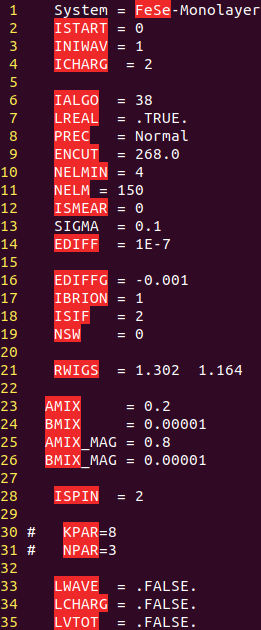 1 System = FeSe-Monolayer
2 ISTART = 0
3 INIWAV = 1
4 ICHARG = 2
5
6 IALGO = 38
7 LREAL = .TRUE.
8 PREC = Normal
9 ENCUT = 268.0
10 NELMIN = 4
11 NELM = 150
12 ISMEAR = 0
13 SIGMA = 0.1
14 EDIFF = 1E-7
15
16 EDIFFG = -0.001
17 IBRION = 1
18 ISIF = 2
19 NSW = 0
20
21 RWIGS = 1.302 1.164
22
23 AMIX = 0.2
24 BMIX = 0.00001
25 AMIX_MAG = 0.8
26 BMIX_MAG = 0.00001
27
28 ISPIN = 2
29
30 # KPAR=8
31 # NPAR=3
32
33 LWAVE = .FALSE.
34 LCHARG = .FALSE.
35 LVTOT = .FALSE.